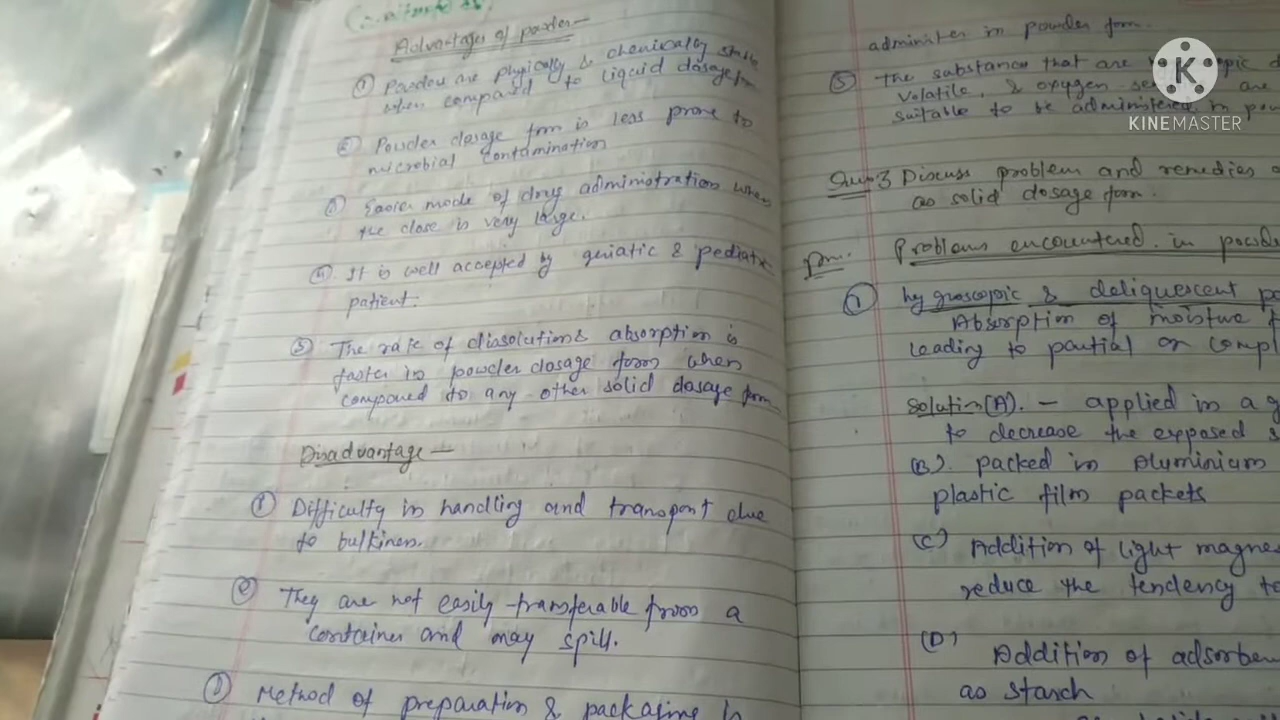 Advantages of powder —
① Powders are physically & chemically stable
when compared to liquid dosage form
② Powder dosage form is less prone to
microbial contamination
③ Easier mode of drug administration when
the dose is very large.
④ It is well accepted by geriatic & pediatric
patient.
⑤ The rate of dissolution & absorption is
faster in powder dosage form when
compared to any other solid dosage form
Disadvantage —
① Difficulty in handling and transport due
to bulkiness.
② They are not easily transferable from a
container and may spill.
③ Method of preparation & packaging is
administer in powder form.
⑤ The substances that are
volatile, & oxygen are
suitable to be administered in
3 Discuss problem and remedies
as solid dosage form.
Problems encountered in
① hygroscopic & deliquescent
Absorption of moisture
leading to partial or
Solution (A). – applied in a
to decrease the exposed
(B). packed in Aluminium
plastic film packets
(C) Addition of light
reduce the tendency
(D) Addition of
as starch
KINEMASTER